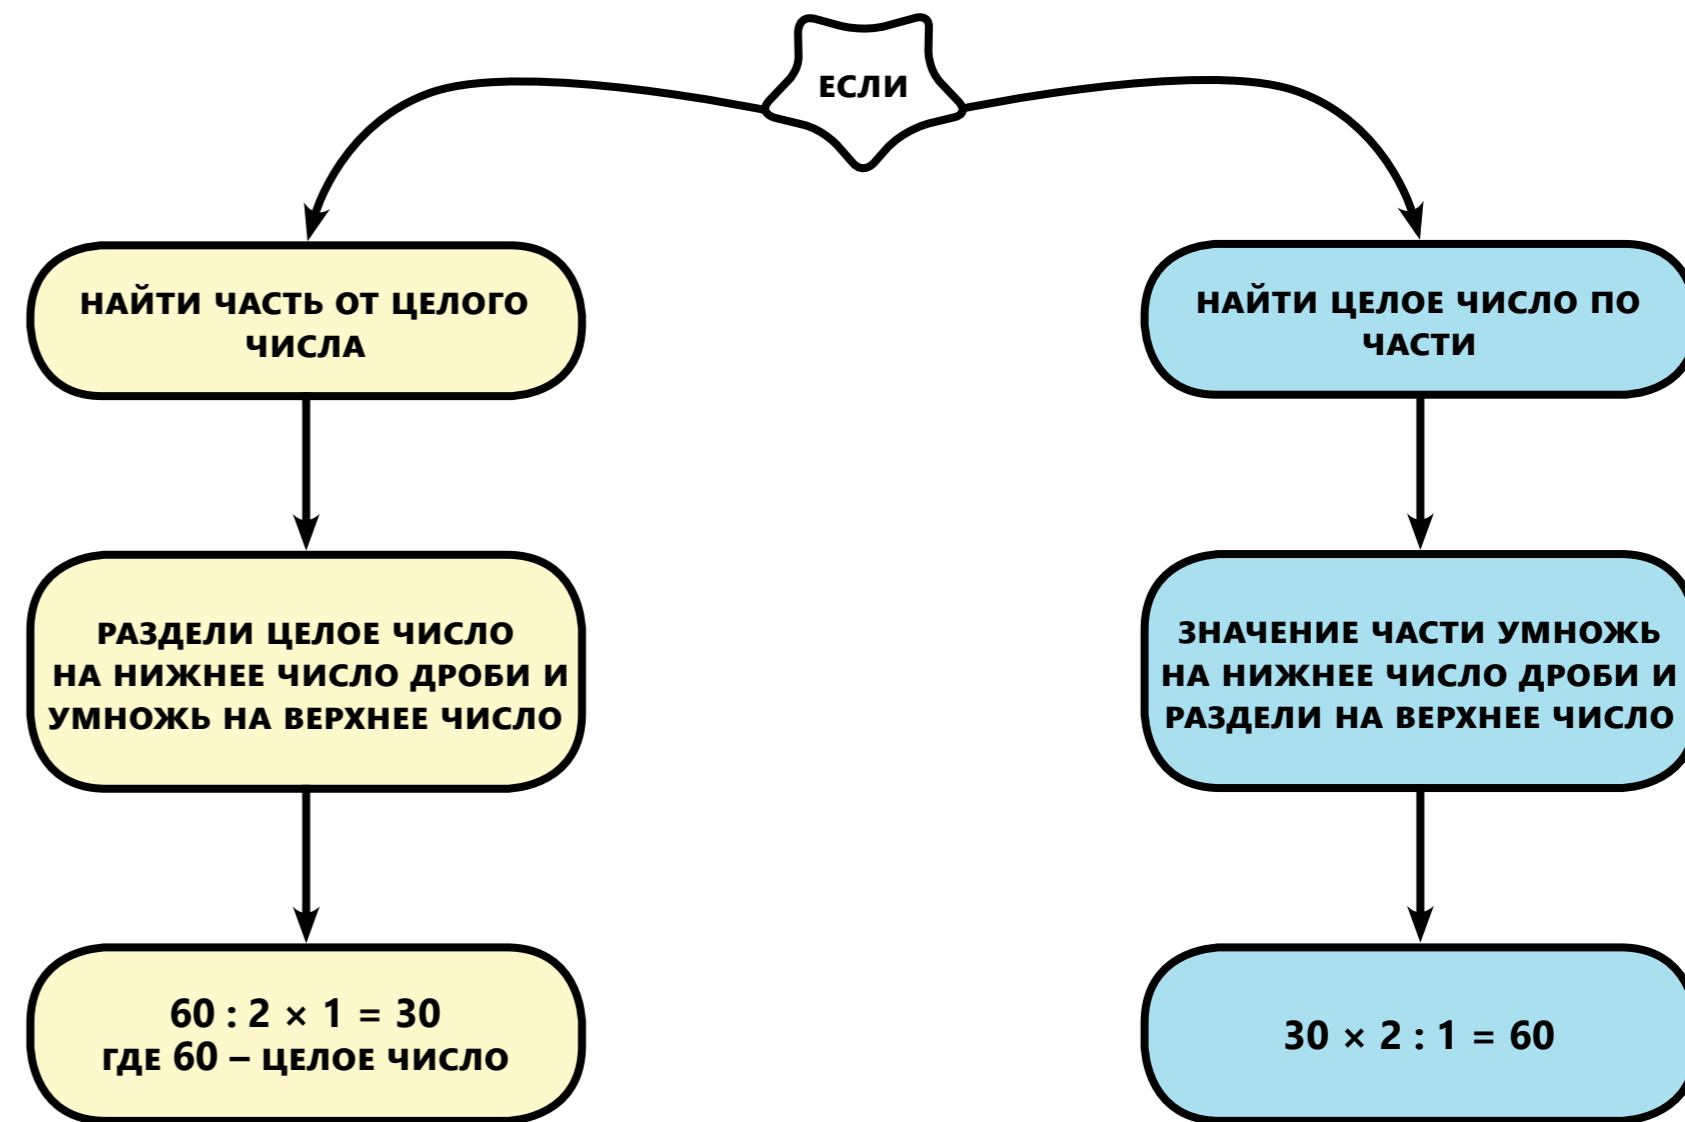 ЕСЛИ
НАЙТИ ЧАСТЬ ОТ ЦЕЛОГО
ЧИСЛА
РАЗДЕЛИ ЦЕЛОЕ ЧИСЛО
НА НИЖНЕЕ ЧИСЛО ДРОБИ И
УМНОЖЬ НА ВЕРХНЕЕ ЧИСЛО
60 : 2 × 1 = 30
ГДЕ 60 – ЦЕЛОЕ ЧИСЛО
НАЙТИ ЦЕЛОЕ ЧИСЛО ПО
ЧАСТИ
ЗНАЧЕНИЕ ЧАСТИ УМНОЖЬ
НА НИЖНЕЕ ЧИСЛО ДРОБИ И
РАЗДЕЛИ НА ВЕРХНЕЕ ЧИСЛО
30 × 2 : 1 = 60